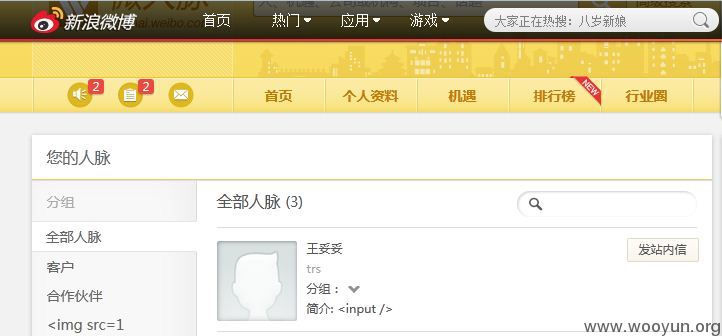 新浪微博 首页 热门 应用 游戏 大家正在热搜：八岁新娘
2 2 首页 个人资料 机遇 排行榜 NEW 行业圈
您的人脉
分组
全部人脉
客户
合作伙伴
<img src=1
全部人脉 (3)
王妥妥
发站内信
trs
分组：
简介: <input />
www.wooyun.org